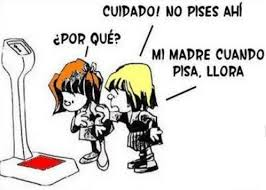 CUIDADO! NO PISES AHÍ
¿POR QUÉ?
MI MADRE CUANDO
PISA, LLORA